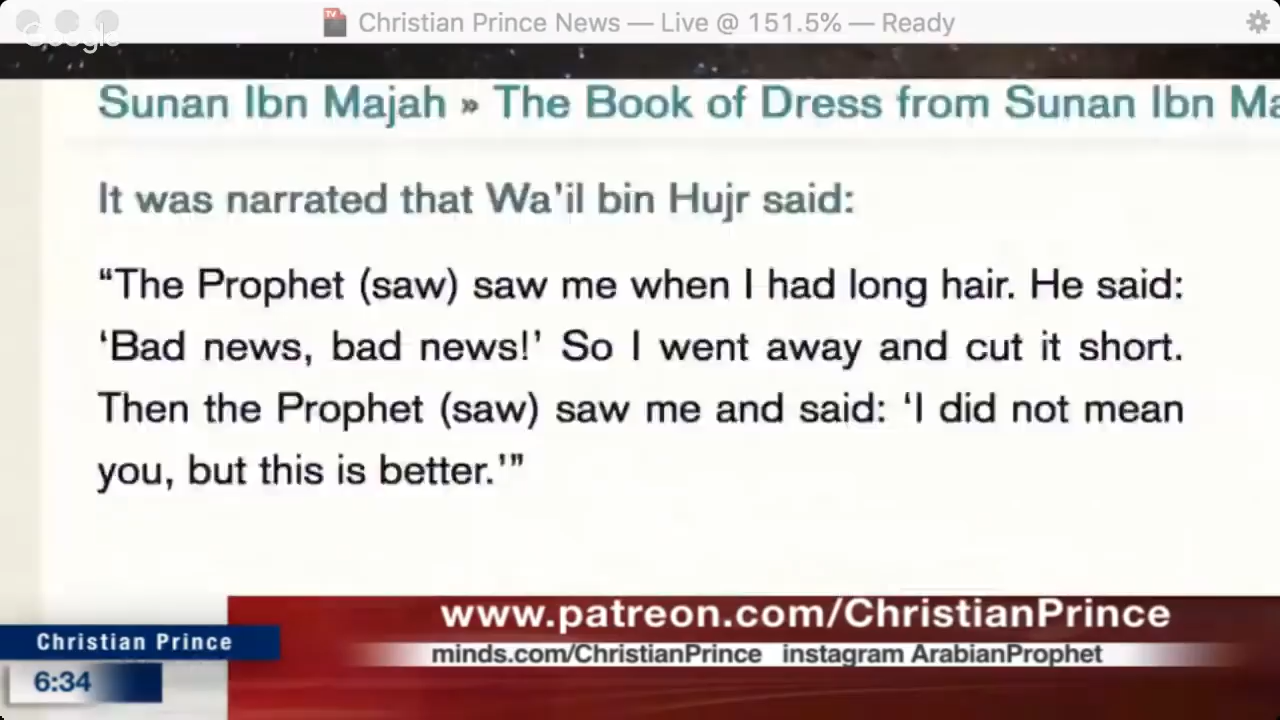 Christian Prince News — Live @ 151.5% — Ready
Google
Sunan Ibn Majah » The Book of Dress from Sunan Ibn Ma
It was narrated that Wa'il bin Hujr said:
“The Prophet (saw) saw me when I had long hair. He said:
‘Bad news, bad news!’ So I went away and cut it short.
Then the Prophet (saw) saw me and said: ‘I did not mean
you, but this is better.’”
www.patreon.com/ChristianPrince
Christian Prince
minds.com/ChristianPrince instagram ArabianProphet
6:34